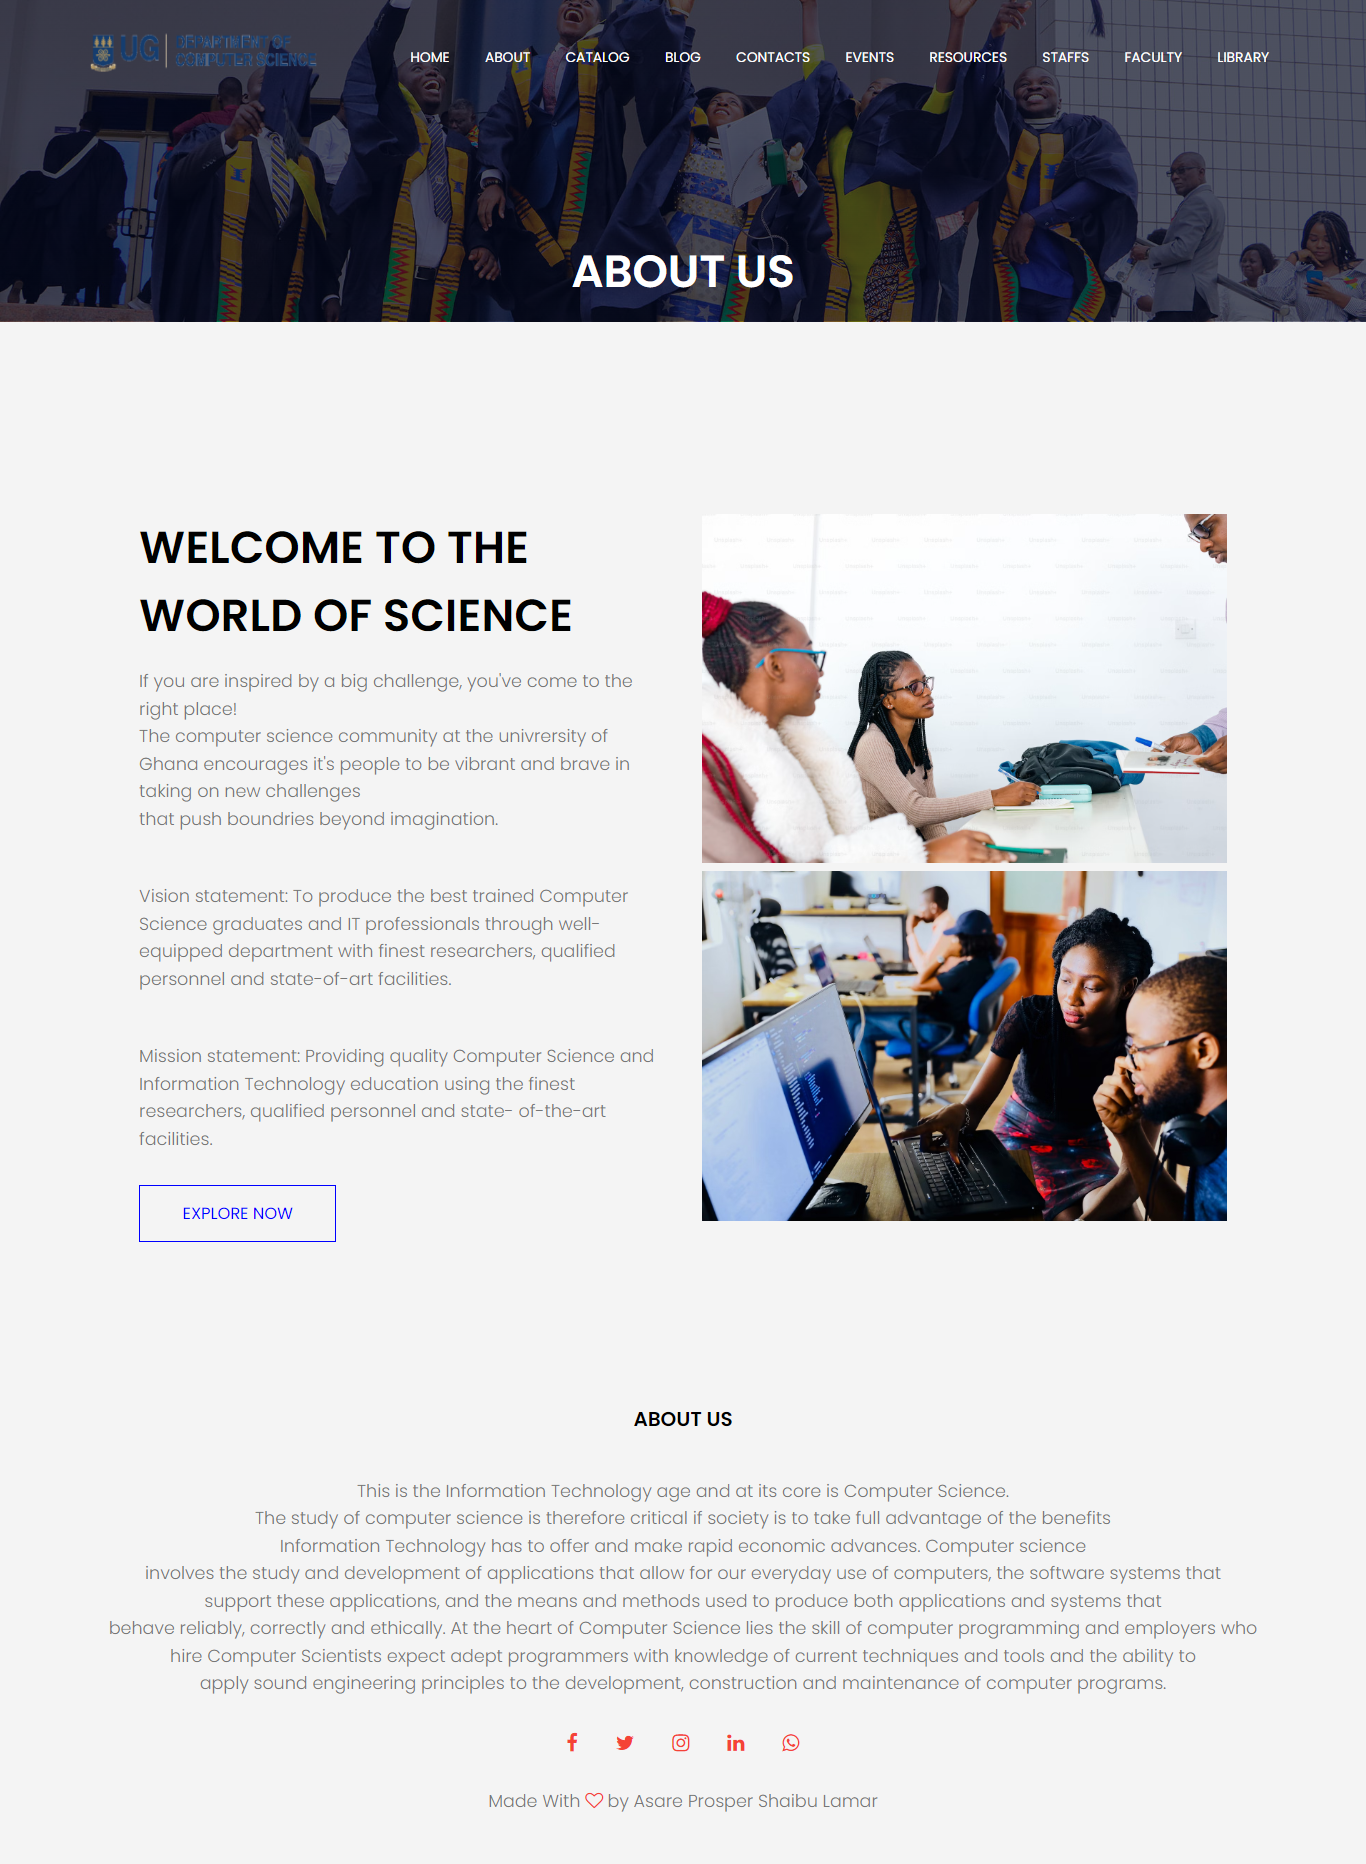 UG DEPARTMENT OF
COMPUTER SCIENCE
HOME ABOUT CATALOG BLOG CONTACTS EVENTS RESOURCES STAFFS FACULTY LIBRARY
ABOUT US
WELCOME TO THE
WORLD OF SCIENCE
If you are inspired by a big challenge, you've come to the
right place!
The computer science community at the univrersity of
Ghana encourages it's people to be vibrant and brave in
taking on new challenges
that push boundries beyond imagination.
Vision statement: To produce the best trained Computer
Science graduates and IT professionals through well-
equipped department with finest researchers, qualified
personnel and state-of-art facilities.
Mission statement: Providing quality Computer Science and
Information Technology education using the finest
researchers, qualified personnel and state- of-the-art
facilities.
EXPLORE NOW
ABOUT US
This is the Information Technology age and at its core is Computer Science.
The study of computer science is therefore critical if society is to take full advantage of the benefits
Information Technology has to offer and make rapid economic advances. Computer science
involves the study and development of applications that allow for our everyday use of computers, the software systems that
support these applications, and the means and methods used to produce both applications and systems that
behave reliably, correctly and ethically. At the heart of Computer Science lies the skill of computer programming and employers who
hire Computer Scientists expect adept programmers with knowledge of current techniques and tools and the ability to
apply sound engineering principles to the development, construction and maintenance of computer programs.
Made With by Asare Prosper Shaibu Lamar